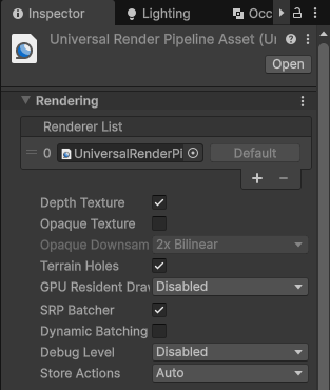 Inspector Lighting Occ
Universal Render Pipeline Asset (Ur
Open
Rendering
Renderer List
0 UniversalRenderPi Default
+ −
Depth Texture
Opaque Texture
Opaque Downsam 2x Bilinear
Terrain Holes
GPU Resident Drav Disabled
SRP Batcher
Dynamic Batching
Debug Level Disabled
Store Actions Auto